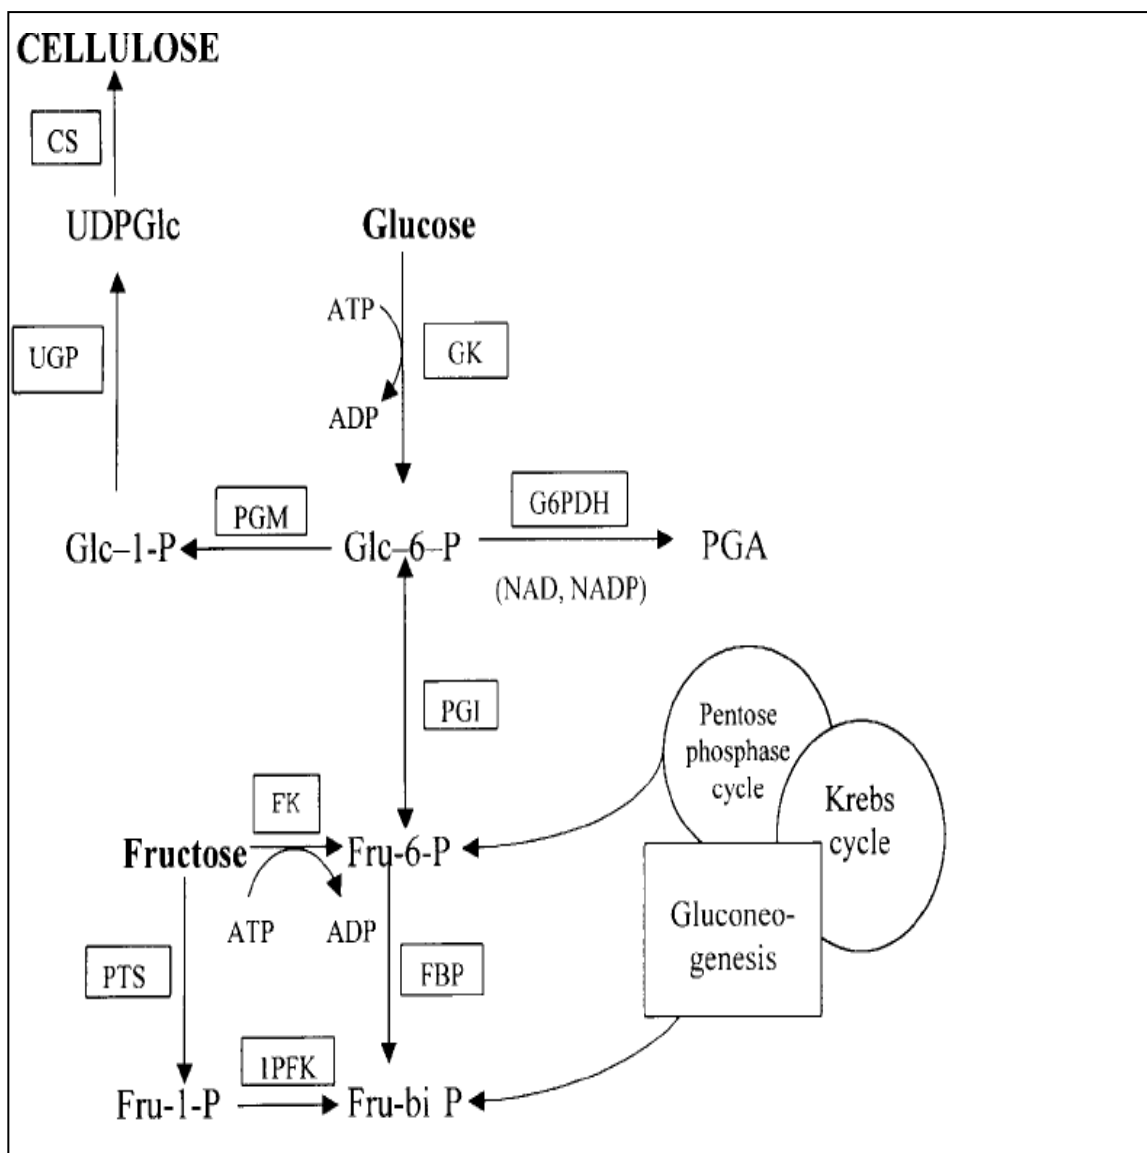 CELLULOSE
CS
UDPGlc
Glucose
ATP
UGP
GK
ADP
G6PDH
PGM
Glc-1-P
Glc-6-P
PGA
(NAD, NADP)
PGI
Pentose
phosphase
cycle
Krebs
cycle
FK
Fructose
Fru-6-P
ATP
ADP
Gluconeo-
genesis
PTS
FBP
1PFK
Fru-1-P
Fru-bi P